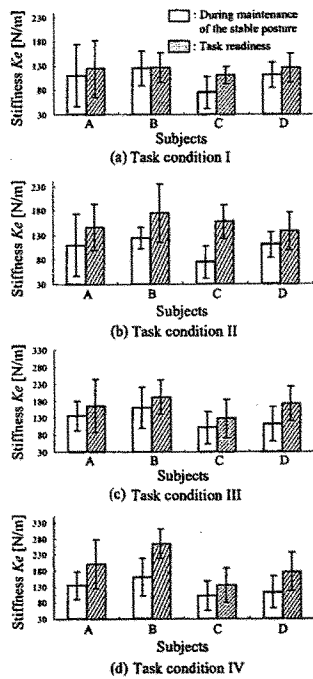 : During maintenance
of the stable posture
: Task readiness
Stiffness Ke [N/m]
230
180
130
80
30
A B C D
Subjects
(a) Task condition I
Stiffness Ke [N/m]
230
180
130
80
30
A B C D
Subjects
(b) Task condition II
Stiffness Ke [N/m]
330
280
230
180
130
80
30
A B C D
Subjects
(c) Task condition III
Stiffness Ke [N/m]
330
280
230
180
130
80
30
A B C D
Subjects
(d) Task condition IV